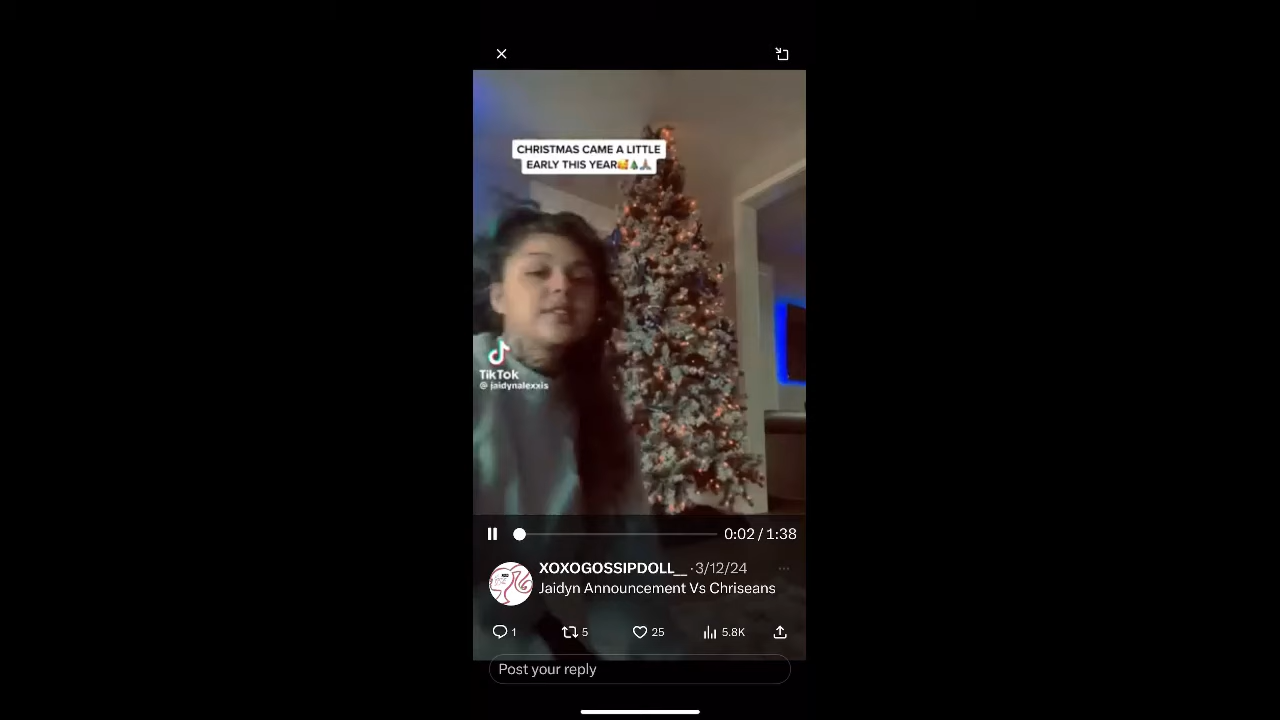 CHRISTMAS CAME A LITTLE
EARLY THIS YEAR🥰🎄🙏🏽
TikTok
@ jaidynalexxis
0:02 / 1:38
XOXOGOSSIPDOLL__ · 3/12/24
Jaidyn Announcement Vs Chriseans
1 5 25 5.8K
Post your reply